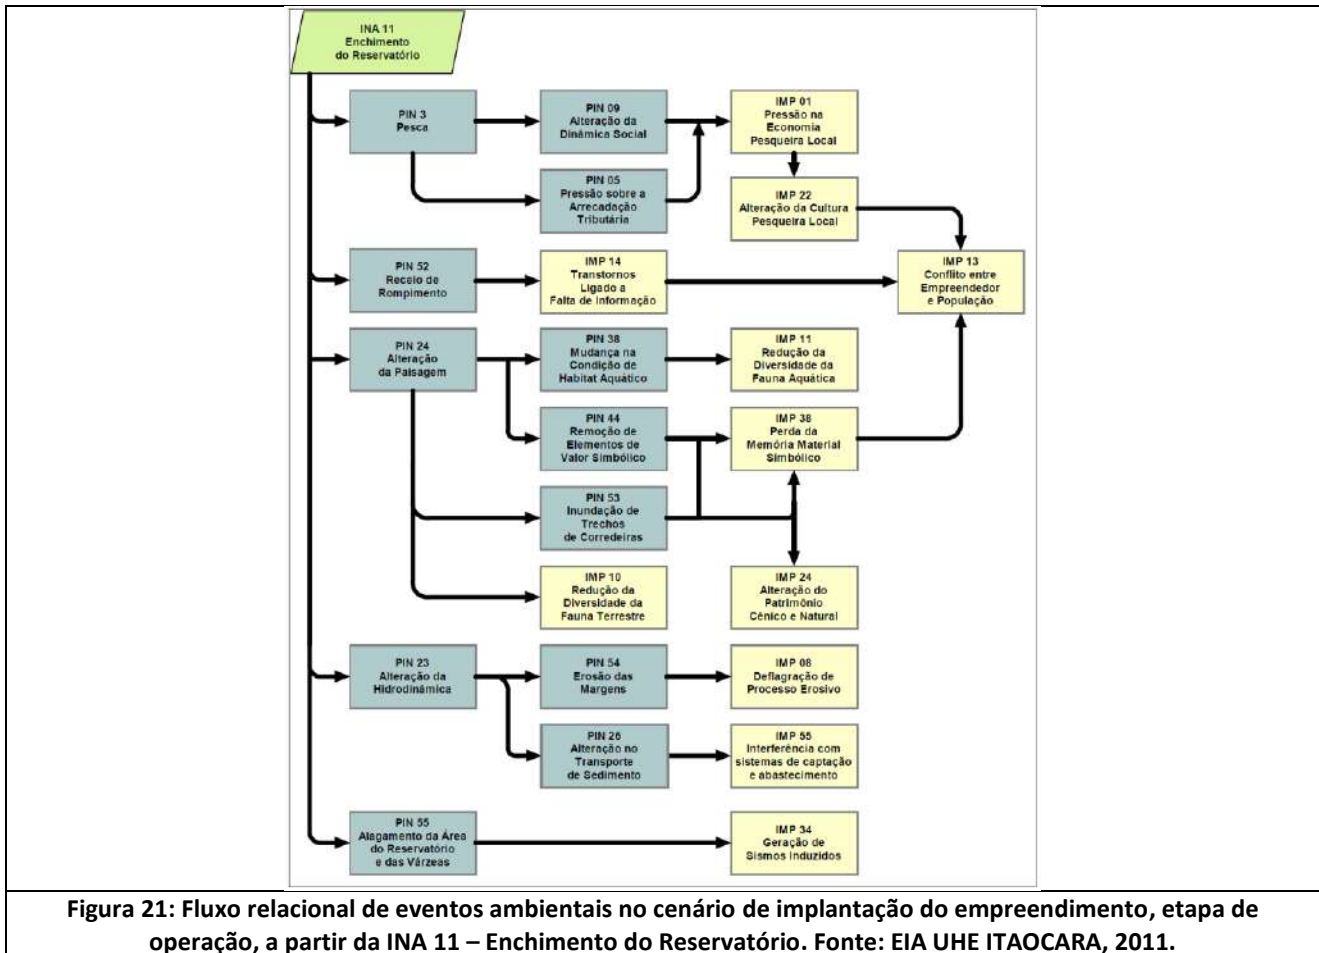 INA 11
Enchimento
do Reservatório
PIN 3
Pesca
PIN 09
Alteração da
Dinâmica Social
IMP 01
Pressão na
Economia
Pesqueira Local
PIN 05
Pressão sobre a
Arrecadação
Tributária
IMP 22
Alteração da Cultura
Pesqueira Local
PIN 52
Receio de
Rompimento
IMP 14
Transtornos
Ligado a
Falta de Informação
IMP 13
Conflito entre
Empreendedor
e População
PIN 24
Alteração
da Paisagem
PIN 38
Mudança na
Condição de
Habitat Aquático
IMP 11
Redução da
Diversidade da
Fauna Aquática
PIN 44
Remoção de
Elementos de
Valor Simbólico
IMP 38
Perda da
Memória Material
Simbólico
PIN 53
Inundação de
Trechos
de Corredeiras
IMP 10
Redução da
Diversidade da
Fauna Terrestre
IMP 24
Alteração do
Patrimônio
Cênico e Natural
PIN 23
Alteração da
Hidrodinâmica
PIN 54
Erosão das
Margens
IMP 08
Deflagração de
Processo Erosivo
PIN 26
Alteração no
Transporte
de Sedimento
IMP 55
Interferência com
sistemas de captação
e abastecimento
PIN 55
Alagamento da Área
do Reservatório
e das Várzeas
IMP 34
Geração de
Sismos Induzidos
Figura 21: Fluxo relacional de eventos ambientais no cenário de implantação do empreendimento, etapa de
operação, a partir da INA 11 – Enchimento do Reservatório. Fonte: EIA UHE ITAOCARA, 2011.